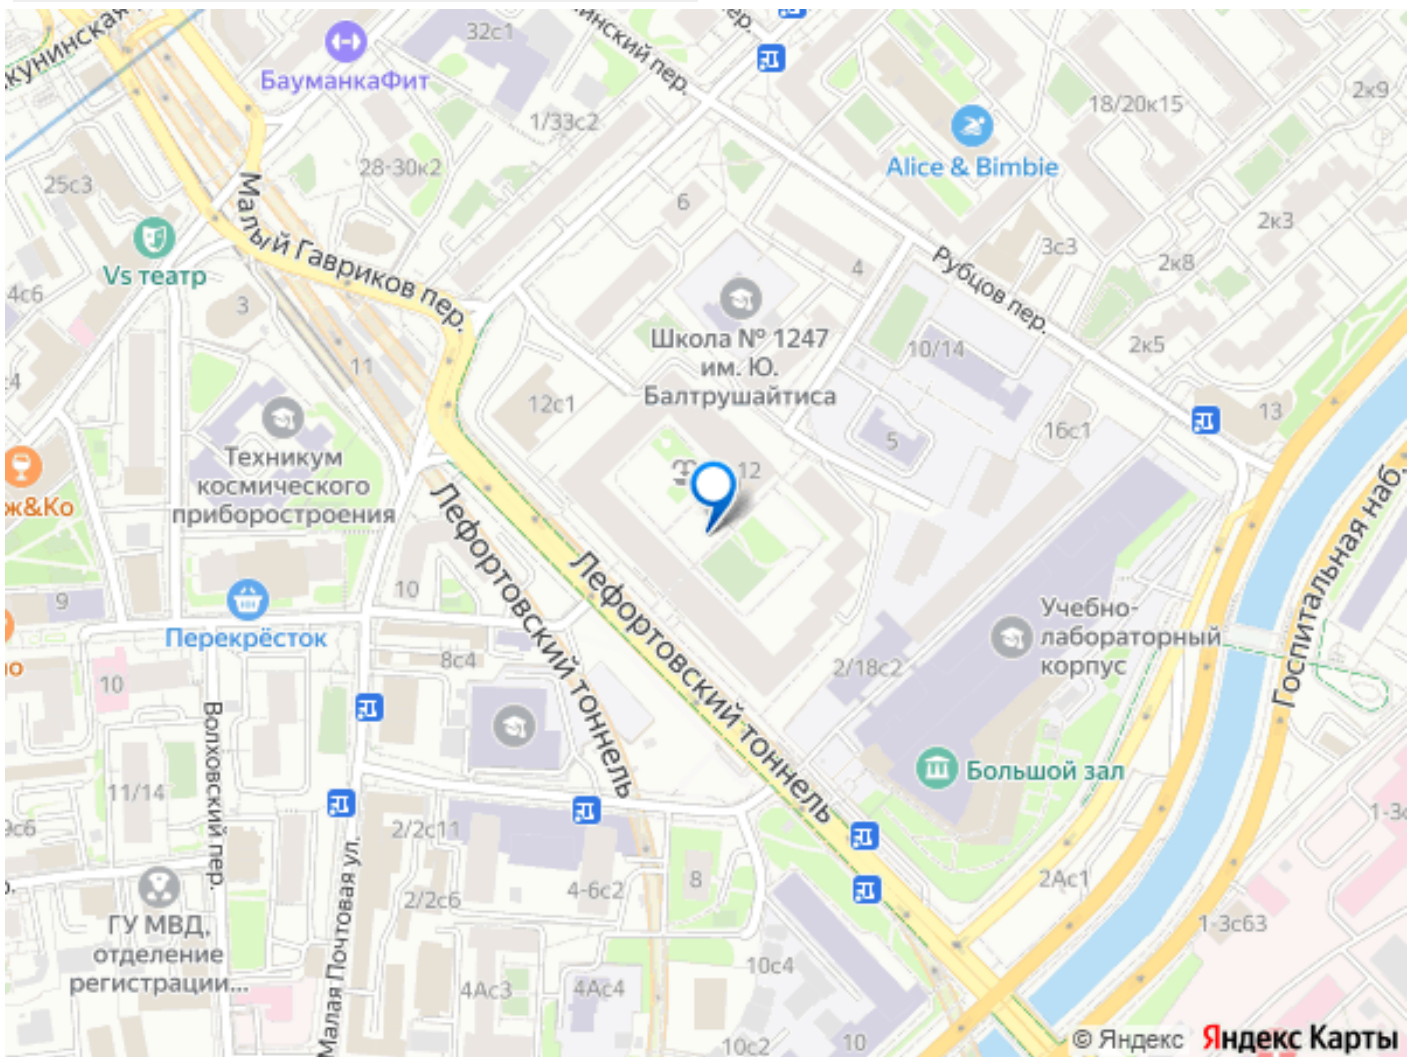 32с1
БауманкаФит
1/33с2
28-30к2
25с3
18/20к15
2к9
Alice & Bimbie
6
Малый Гавриков пер.
Vs театр
4с6
3
4
3с3
2к3
2к8
Рубцов пер.
Школа № 1247
им. Ю.
Балтрушайтиса
10/14
2к5
11
12с1
13
16с1
5
12
Техникум
космического
приборостроения
ж&Ко
Лефортовский тоннель
Лефортовский тоннель
Госпитальная наб.
10
9
Перекрёсток
8с4
Учебно-
лабораторный
корпус
2/18с2
10
Волховский пер.
Большой зал
11/14
2/2с11
8
4-6с2
2/2с6
2Ас1
1-3с63
ГУ МВД,
отделение
регистрации...
Малая Почтовая ул.
4Ас3
4Ас4
10с4
10с2
10
© Яндекс Яндекс Карты